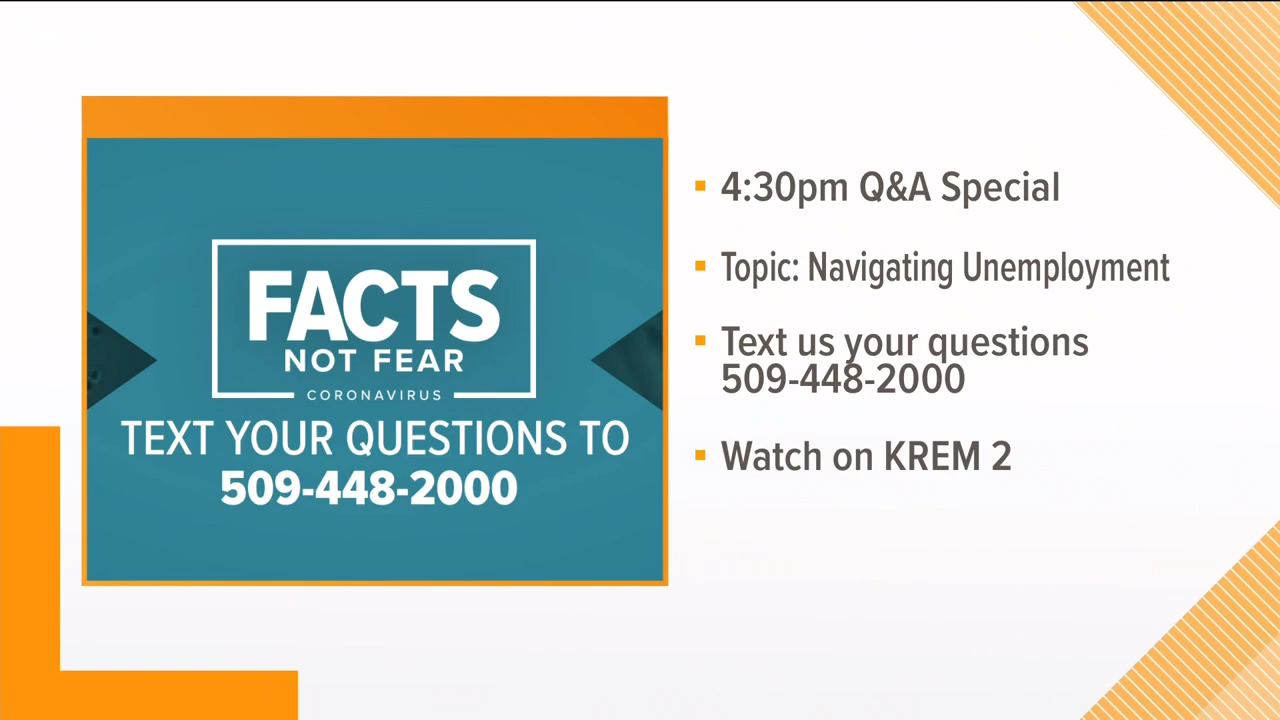 FACTS
NOT FEAR
CORONAVIRUS
TEXT YOUR QUESTIONS TO
509-448-2000
4:30pm Q&A Special
Topic: Navigating Unemployment
Text us your questions
509-448-2000
Watch on KREM 2